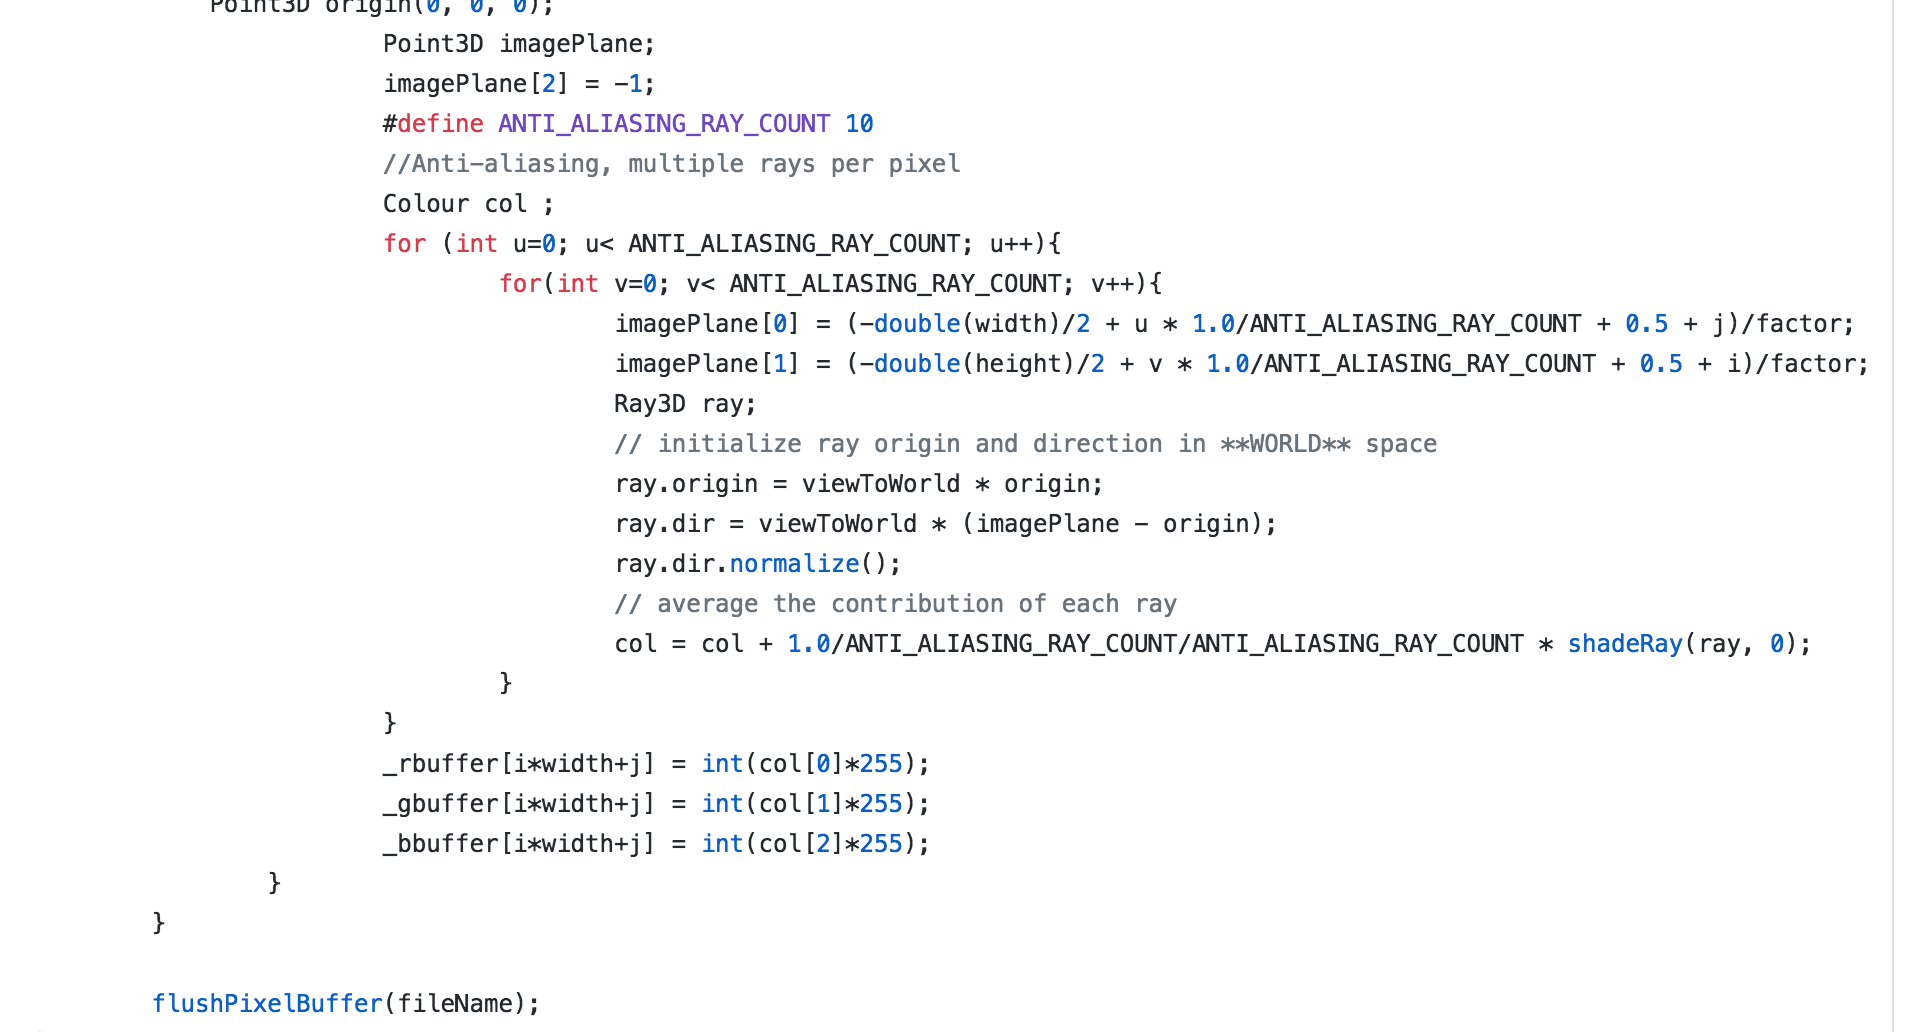 Point3D origin(0, 0, 0);
Point3D imagePlane;
imagePlane[2] = -1;
#define ANTI_ALIASING_RAY_COUNT 10
//Anti-aliasing, multiple rays per pixel
Colour col ;
for (int u=0; u< ANTI_ALIASING_RAY_COUNT; u++){
for(int v=0; v< ANTI_ALIASING_RAY_COUNT; v++){
imagePlane[0] = (-double(width)/2 + u * 1.0/ANTI_ALIASING_RAY_COUNT + 0.5 + j)/factor;
imagePlane[1] = (-double(height)/2 + v * 1.0/ANTI_ALIASING_RAY_COUNT + 0.5 + i)/factor;
Ray3D ray;
// initialize ray origin and direction in **WORLD** space
ray.origin = viewToWorld * origin;
ray.dir = viewToWorld * (imagePlane - origin);
ray.dir.normalize();
// average the contribution of each ray
col = col + 1.0/ANTI_ALIASING_RAY_COUNT/ANTI_ALIASING_RAY_COUNT * shadeRay(ray, 0);
}
}
_rbuffer[i*width+j] = int(col[0]*255);
_gbuffer[i*width+j] = int(col[1]*255);
_bbuffer[i*width+j] = int(col[2]*255);
}
}
flushPixelBuffer(fileName);